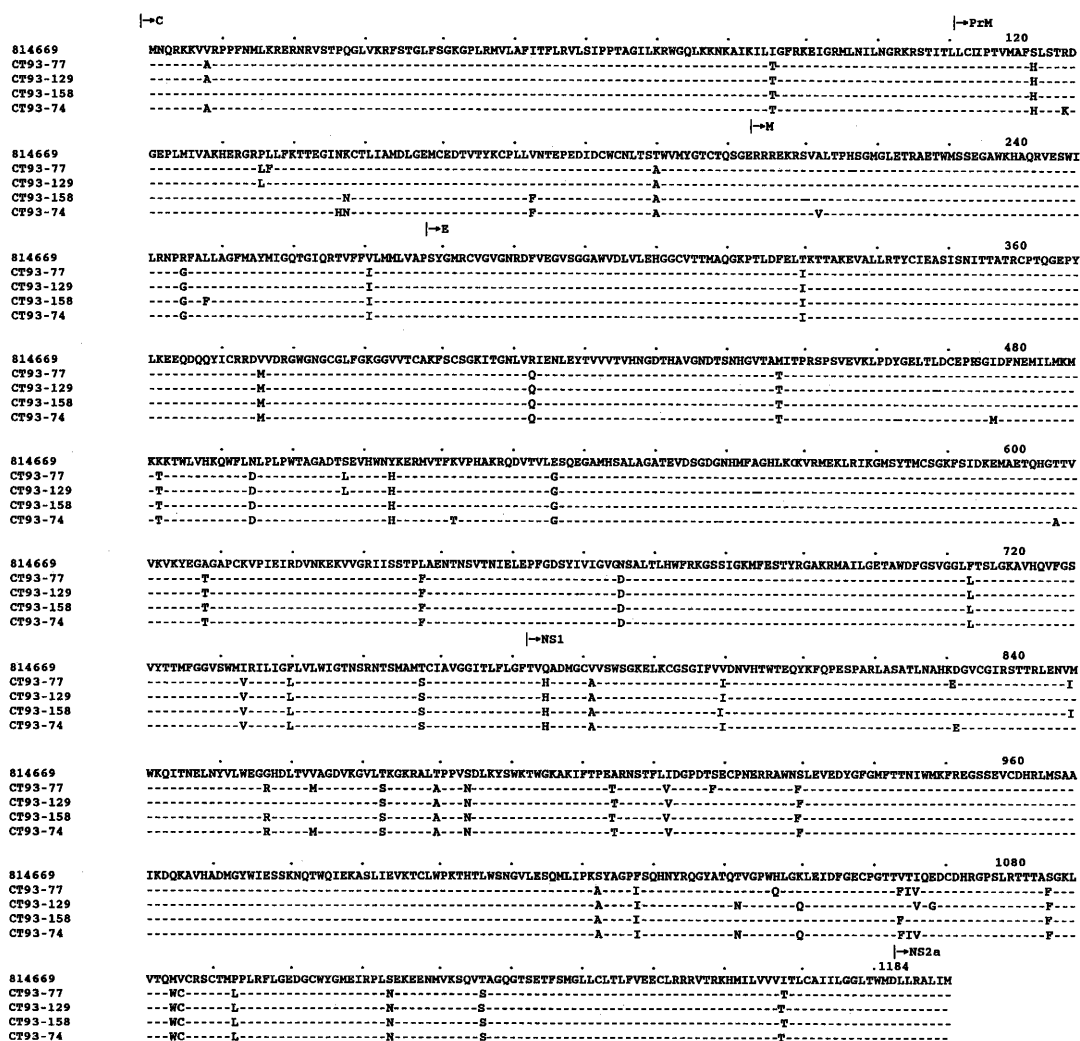 |→C |→PrM
120
814669 MNQRKKVVRPPFNMLKRERNRVSTPQGLVKRFSTGLFSGKGPLRMVLAFITFLRVLSIPPTAGILKRWGQLKKNKAIKILIGFRKEIGRMLNILNGRKRSTITLLCLIPTVMAFSLSTRD
CT93-77 -------A------------------------------------------------------------------------T---------------------------------H------
CT93-129 -------A------------------------------------------------------------------------T---------------------------------H------
CT93-158 --------------------------------------------------------------------------------T---------------------------------H------
CT93-74 -------A------------------------------------------------------------------------T---------------------------------H---K--
|→M
240
814669 GEPLMIVAKHERGRPLLFKTTEGINKCTLIAMDLGEMCEDTVTYKCPLLVNTEPEDIDCWCNLTSTWVMYGTCTQSGERRREKRSVALTPHSGMGLETRAETWMSSEGAWKHAQRVESWI
CT93-77 --------------LF-------------------------------------------------A------------------------------------------------------
CT93-129 --------------L--------------------------------------------------A------------------------------------------------------
CT93-158 -------------------------N-----------------------F----------------------------------------------------------------------
CT93-74 ------------------------HN-----------------------F---------------A--------------------V---------------------------------
|→E
360
814669 LRNPRFALLAGFMAYMIGQTGIQRTVFFVLMMLVAPSYGMRCVGVGNRDFVEGVSGGAWVDLVLEHGGCVTTMAQGKPTLDFELTKTTAKEVALLRTYCIEASISNITTATRCPTQGEPY
CT93-77 ----G-----------------------I-------------------------------------------------------I-----------------------------------
CT93-129 ----G-----------------------I-------------------------------------------------------I-----------------------------------
CT93-158 ----G--F--------------------I-------------------------------------------------------I-----------------------------------
CT93-74 ----G-----------------------I-------------------------------------------------------I-----------------------------------
480
814669 LKEEQDQQYICRRDVVDRGWGNGCGLFGKGGVVTCAKFSCSGKITGNLVRIENLEYTVVVTVHNGDTHAVGNDTSNHGVTAMITPRSPSVEVKLPDYGELTLDCEPRSGIDFNEMILMKM
CT93-77 --------------M----------------------------------Q-------------------------------T--------------------------------------
CT93-129 --------------M----------------------------------Q-------------------------------T--------------------------------------
CT93-158 --------------M----------------------------------Q-------------------------------T--------------------------------------
CT93-74 --------------M----------------------------------Q-------------------------------T---------------------------M----------
600
814669 KKKTWLVHKQWFLNLPLPWTAGADTSEVHWNYKERMVTFKVPHAKRQDVTVLESQEGAMHSALAGATEVDSGDGNHMFAGHLKCKVRMEKLRIKGMSYTMCSGKFSIDKEMAETQHGTTV
CT93-77 -T-----------D-----------L-----H--------------------G-------------------------------------------------------------------
CT93-129 -T-----------D-----------L-----H--------------------G-------------------------------------------------------------------
CT93-158 -T-----------D-----------------H--------------------G-------------------------------------------------------------------
CT93-74 -T-----------D-----------------H-------T------------G----------------------------------------------------------------A--
720
814669 VKVKYEGAGAPCKVPIEIRDVNKEKVVGRIISSTPLAENTNSVTNIELEPPFGDSYIVIGVGNSALTLHWFRKGSSIGKMFESTYRGAKRMAILGETAWDFGSVGGLFTSLGKAVHQVFGS
CT93-77 -------T---------------------------F-------------------------D--------------------------------------------L-------------
CT93-129 -------T---------------------------F-------------------------D--------------------------------------------L-------------
CT93-158 -------T---------------------------F-------------------------D--------------------------------------------L-------------
CT93-74 -------T---------------------------F-------------------------D--------------------------------------------L-------------
|→NS1
840
814669 VYTTMFGGVSWMIRILIGFLVLWIGTNSRNTSMAMTCIAVGGITLFLGFTVQADMGCVVSWSGKELKCGSGIFVVDNVHTWTEQYKFQPESPARLASATLNAHKDGVCGIRSTTRLENVM
CT93-77 ------------V-----L----------------S---------------H-----A----------------I-----------------------------E--------------I
CT93-129 ------------V-----L----------------S---------------H-----A----------------I---------------------------------------------
CT93-158 ------------V-----L----------------S---------------H-----A----------------I--------------------------------------------I
CT93-74 ------------V-----L----------------S---------------H-----A----------------I-----------------------------E---------------
960
814669 WKQITNELNYVLWEGGHDLTVVAGDVKGVLTKGKRALTPPVSDLKYSWKTWGKAKIFTPEARNSTFLIDGPDTSECPNERRAWNSLEVEDYGFGMFTTNIWMKFREGSSEVCDHRLMSAA
CT93-77 ---------------R-----M--------S------A---N------------------T------V-----F----------F-----------------------------------
CT93-129 ------------------------------S------A---N------------------T------V----------------F-----------------------------------
CT93-158 ---------------R--------------S------A---N------------------T------V----------------F-----------------------------------
CT93-74 ---------------R-----M--------S------A---N------------------T------V----------------F-----------------------------------
1080
814669 IKDQKAVHADMGYWIESSKNQTWQIEKASLIEVKTCLWPKTHTLWSNGVLESQMLIPKSYAGPFSQHNYRQGYATQTVGPWHLGKLEIDFGECPGTTVTIQEDCDHRGPSLRTTTASGKL
CT93-77 ----------------------------------------------------------A----I-----------------Q---------------FIV----------------F---
CT93-129 ----------------------------------------------------------A----I------------N-------Q--------------V-G--------------F---
CT93-158 ----------------------------------------------------------A----I---------------------------------F------------------F---
CT93-74 ----------------------------------------------------------A----I------------N-------Q------------FIV----------------F---
|→NS2a
.1184
814669 VTQMVCRSCTMPPLRFLGEDGCWYGMEIRPLSEKEENMVKSQVTAGQGTSETFSMGLLCLTLFVEECLRRRVTRKHMILVVVITLCAIILGGLTWMDLLRALIM
CT93-77 ---WC------L-------------------N-----------S--------------------------------------T---------------------
CT93-129 ---WC------L-------------------N-----------S--------------------------------------T---------------------
CT93-158 ---WC------L-------------------N-----------S--------------------------------------T---------------------
CT93-74 ---WC------L-------------------N-----------S--------------------------------------T---------------------